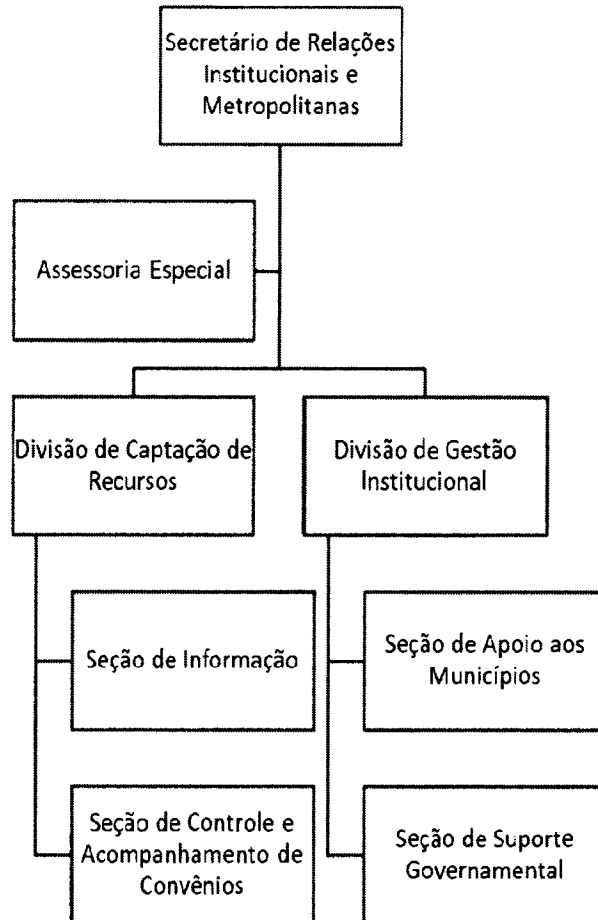 Secretário de Relações
Institucionais e
Metropolitanas
Assessoria Especial
Divisão de Captação de
Recursos
Divisão de Gestão
Institucional
Seção de Informação
Seção de Apoio aos
Municípios
Seção de Controle e
Acompanhamento de
Convênios
Seção de Suporte
Governamental